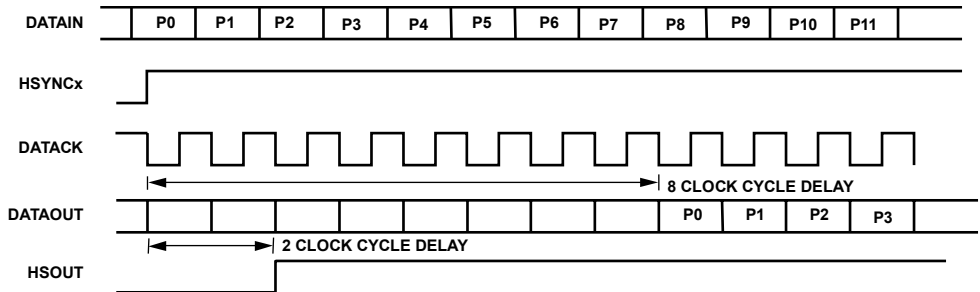 DATAIN P0 P1 P2 P3 P4 P5 P6 P7 P8 P9 P10 P11
HSYNCx
DATACK
8 CLOCK CYCLE DELAY
DATAOUT P0 P1 P2 P3
2 CLOCK CYCLE DELAY
HSOUT